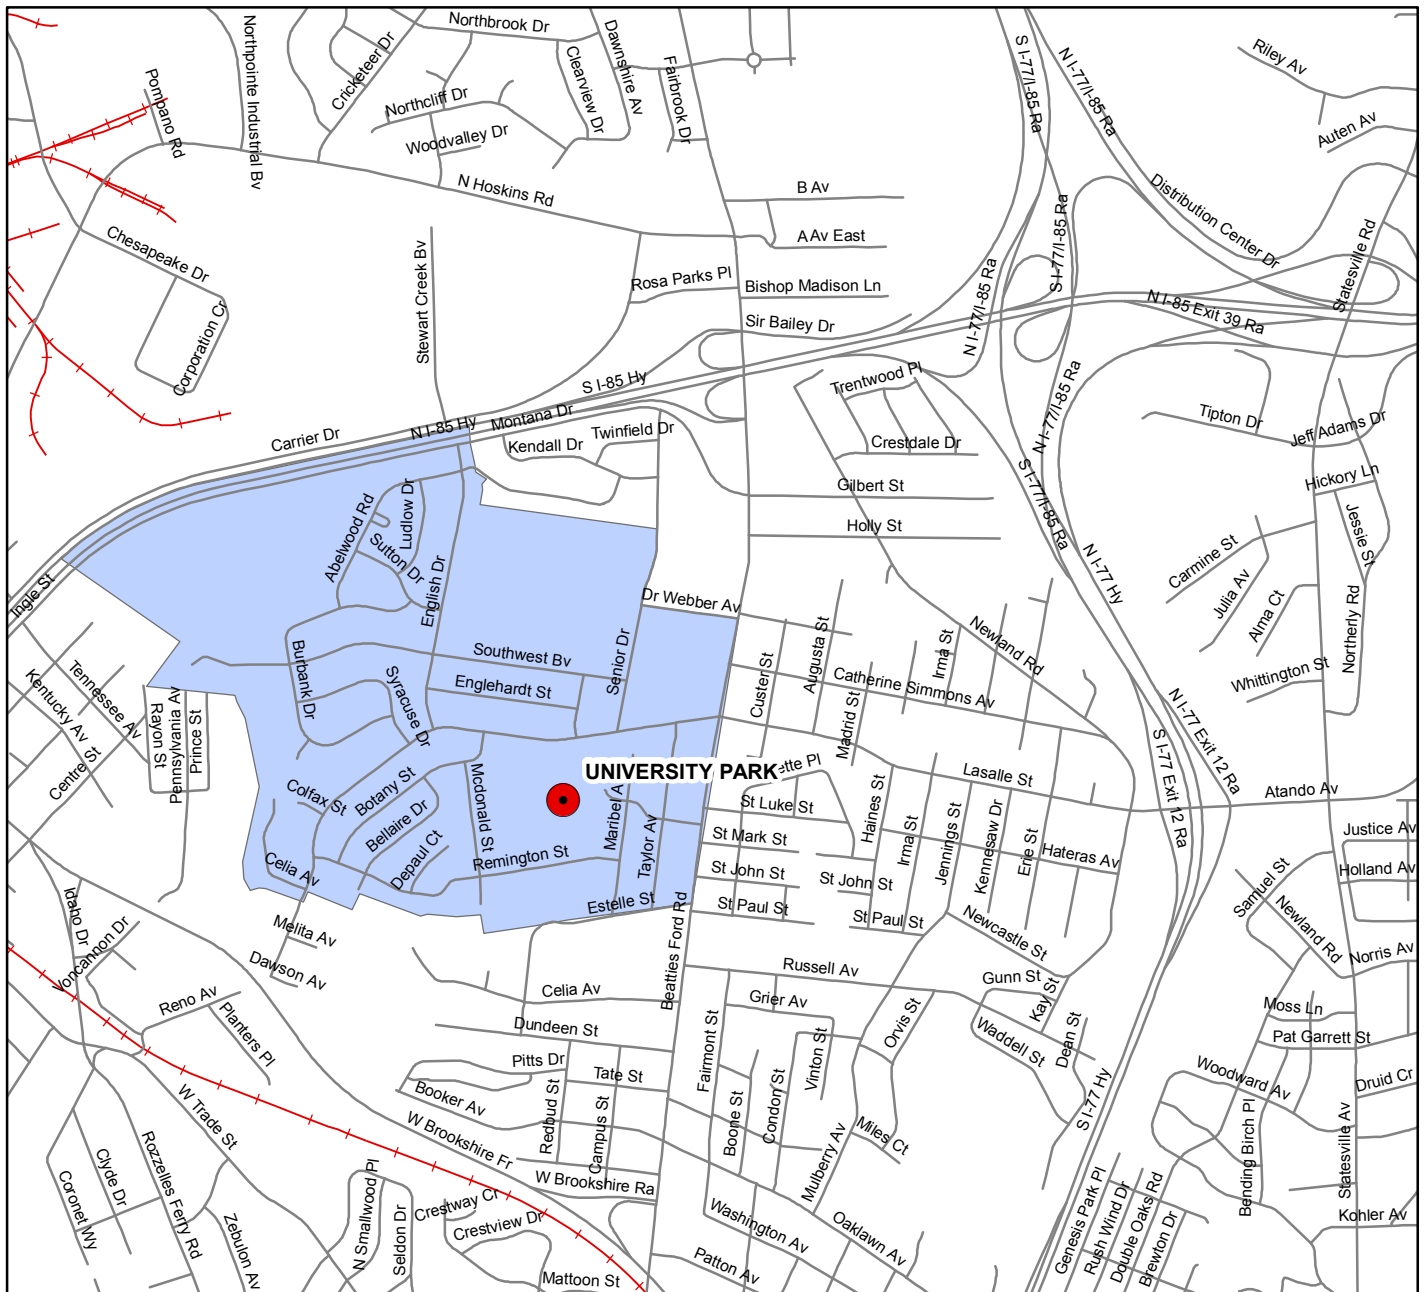 Northbrook Dr
Northpointe Industrial Bv
Cricketeer Dr
Dawnshire Av
Clearview Dr
Fairbrook Dr
S I-77/I-85 Ra
N I-77/I-85 Ra
Riley Av
Pombano Rd
Northcliff Dr
Woodvalley Dr
Auten Av
N Hoskins Rd
B Av
A Av East
S I-77/I-85 Ra
Distribution Center Dr
Statesville Rd
Chesapeake Dr
Stewart Creek Bv
Rosa Parks Pl
Bishop Madison Ln
N I-77/I-85 Ra
N I-85 Exit 39 Ra
Corporation Cr
Sir Bailey Dr
S I-85 Hy
Trentwood Pl
N I-77/I-85 Ra
Carrier Dr
N I-85 Hy
Montana Dr
Kendall Dr
Twinfield Dr
Crestdale Dr
Tipton Dr
Jeff Adams Dr
Hickory Ln
Gilbert St
S I-77/I-85 Ra
Jessie St
Holly St
Abelwood Rd
Ludlow Dr
Sutton Dr
English Dr
Carmine St
N I-77 Hy
Ingle St
Dr Webber Av
Julia Av
Alma Ct
Northerly Rd
Augusta St
Newland Rd
Irma St
Tennessee Av
Kentucky Av
Burbank Dr
Southwest Bv
Senior Dr
Custer St
Catherine Simmons Av
Whittington St
Englehardt St
Syracuse Dr
Rayon St
Pennsylvania Av
Prince St
Centre St
Madrid St
N I-77 Exit 12 Ra
S I-77 Exit 12 Ra
UNIVERSITY PARK
ette Pl
Lasalle St
Atando Av
Colfax St
Botany St
Mcdonald St
Maribel A
St Luke St
Haines St
Bellaire Dr
Taylor Av
St Mark St
Irma St
Jennings St
Kennesaw Dr
Erie St
Hateras Av
Justice Av
Holland Av
Celia Av
Depaul Ct
Remington St
St John St
St John St
Samuel St
Idaho Dr
Estelle St
St Paul St
St Paul St
Newcastle St
Newland Rd
Melita Av
Voncannon Dr
Dawson Av
Beatties Ford Rd
Russell Av
Norris Av
Gunn St
Kay St
Reno Av
Celia Av
Grier Av
Moss Ln
Planters Pl
Dundeen St
Fairmont St
Orvis St
Waddell St
Dean St
Pat Garrett St
Pitts Dr
Tate St
Vinton St
Woodward Av
Druid Cr
Booker Av
Redbud St
Campus St
Boone St
Condon St
S I-77 Hy
W Trade St
W Brookshire Fr
Miles Ct
Bending Birch Pl
Statesville Av
Rozzelles Ferry Rd
Clyde Dr
Coronet Wy
N Smallwood Pl
W Brookshire Ra
Mulberry Av
Genesis Park Pl
Rush Wind Dr
Double Oaks Rd
Brewton Dr
Kohler Av
Zebulon Av
Seldon Dr
Crestway Cr
Crestview Dr
Washington Av
Oaklawn Av
Patton Av
Mattoon St